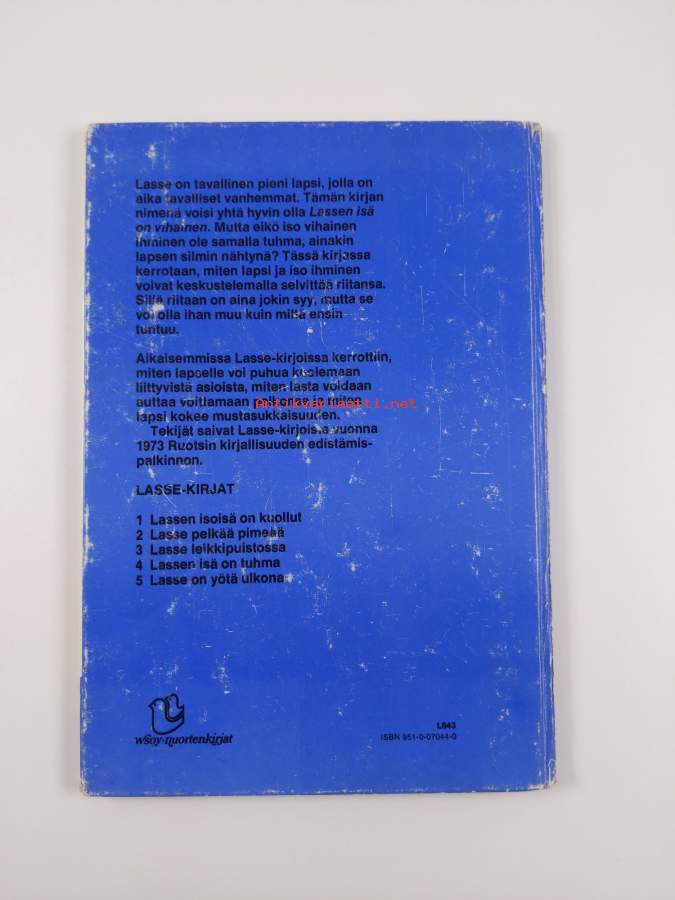 Lasse on tavallinen pieni lapsi, jolla on
aika tavalliset vanhemmat. Tämän kirjan
nimenä voisi yhtä hyvin olla Lassen isä
on vihainen. Mutta eikö iso vihainen
ihminen ole samalla tuhma, ainakin
lapsen silmin nähtynä? Tässä kirjassa
kerrotaan, miten lapsi ja iso ihminen
voivat keskustelemalla selvittää riitansa.
Sillä riitaan on aina jokin syy, mutta se
voi olla ihan muu kuin miltä ensin
tuntuu.
Aikaisemmissa Lasse-kirjoissa kerrottiin,
miten lapselle voi puhua kuolemaan
liittyvistä asioista, miten lasta voidaan
auttaa voittamaan pelkonsa ja miten
Antikvariaatti.net
lapsi kokee mustasukkaisuuden.
Tekijät saivat Lasse-kirjoista vuonna
1973 Ruotsin kirjallisuuden edistämis-
palkinnon.
LASSE-KIRJAT
1 Lassen isoisä on kuollut
2 Lasse pelkää pimeää
3 Lasse leikkipuistossa
4 Lassen isä on tuhma
5 Lasse on yötä ulkona
wsoy·nuortenkirjat
L843
ISBN 951-0-07044-0